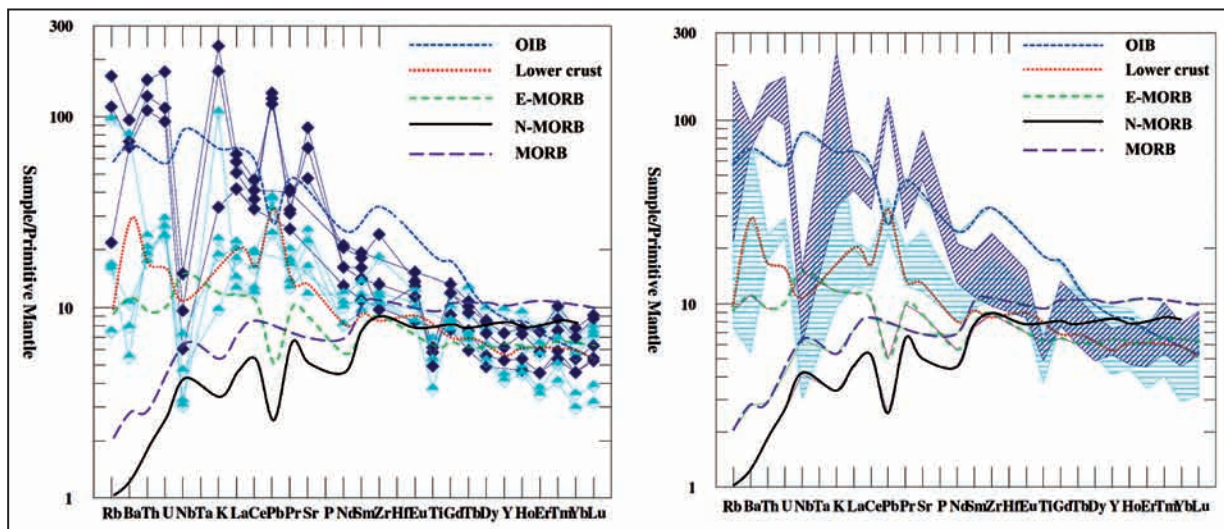 300
100
10
1
Sample/Primitive Mantle
OIB
Lower crust
E-MORB
N-MORB
MORB
Rb Ba Th U Nb Ta K La Ce Pb Pr Sr P Nd Sm Zr Hf Eu Ti Gd Tb Dy Y Ho Er Tm Yb Lu
300
100
10
1
Sample/Primitive Mantle
OIB
Lower crust
E-MORB
N-MORB
MORB
Rb Ba Th U Nb Ta K La Ce Pb Pr Sr P Nd Sm Zr Hf Eu Ti Gd Tb Dy Y Ho Er Tm Yb Lu